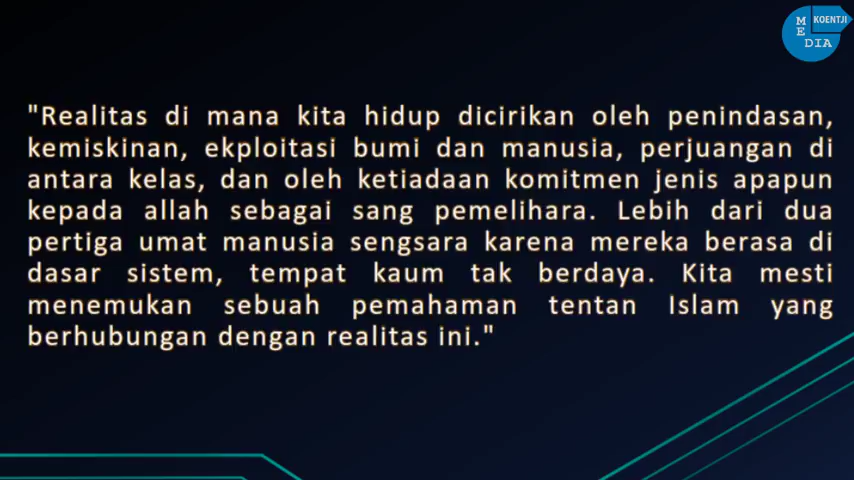 M
E
DIA
KOENTJI
"Realitas di mana kita hidup dicirikan oleh penindasan,
kemiskinan, ekploitasi bumi dan manusia, perjuangan di
antara kelas, dan oleh ketiadaan komitmen jenis apapun
kepada allah sebagai sang pemelihara. Lebih dari dua
pertiga umat manusia sengsara karena mereka berasa di
dasar sistem, tempat kaum tak berdaya. Kita mesti
menemukan sebuah pemahaman tentan Islam yang
berhubungan dengan realitas ini."